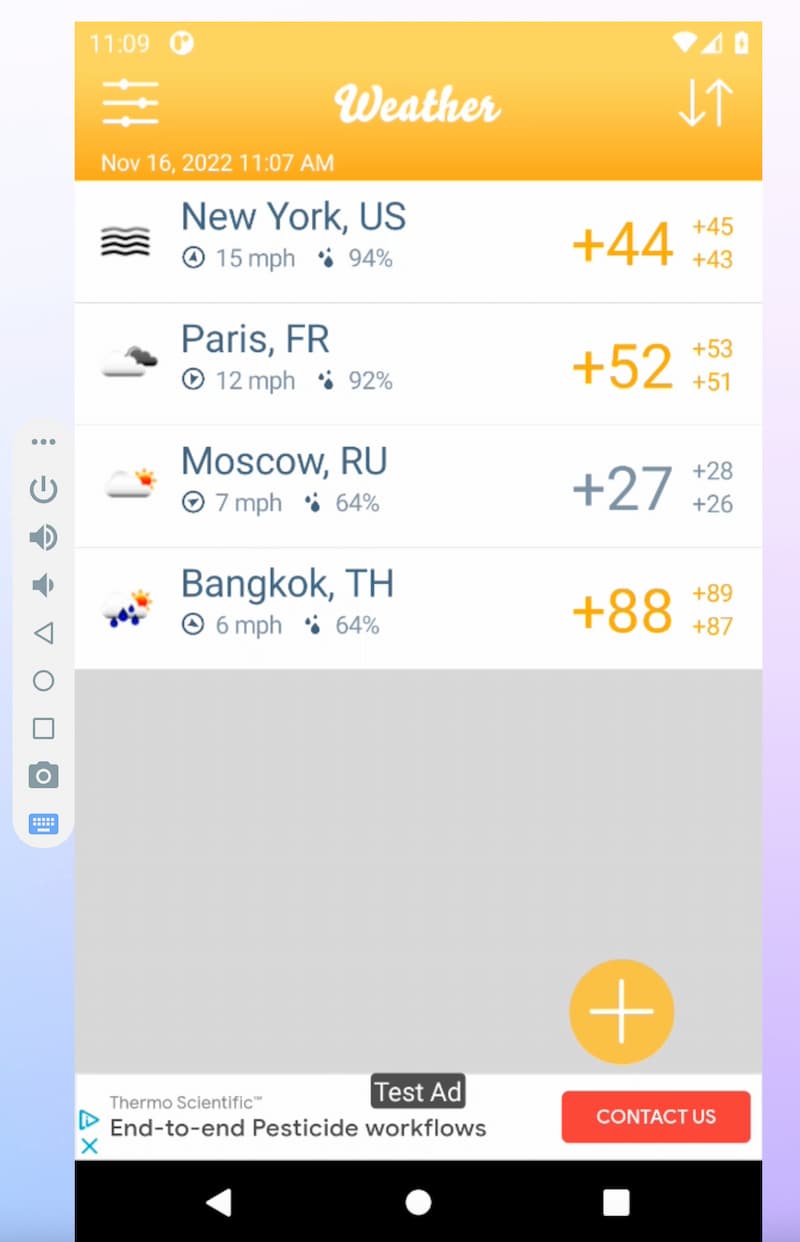 11:09
Weather
Nov 16, 2022 11:07 AM
New York, US
15 mph 94%
+44
+45
+43
Paris, FR
12 mph 92%
+52
+53
+51
Moscow, RU
7 mph 64%
+27
+28
+26
Bangkok, TH
6 mph 64%
+88
+89
+87
Test Ad
Thermo Scientific™
End-to-end Pesticide workflows
CONTACT US